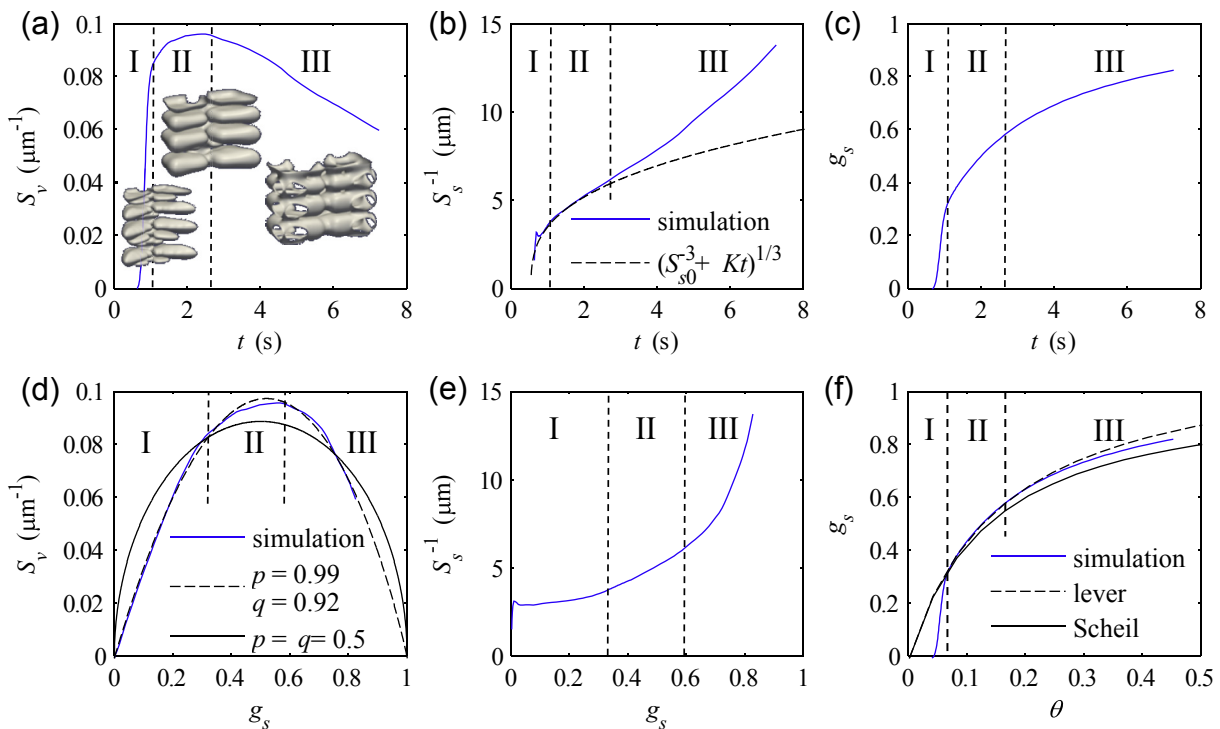 (a)
0.1
0.08
0.06
0.04
0.02
0
S_v (μm⁻¹)
I II III
0 2 4 6 8
t (s)
(b)
15
10
5
0
S_s⁻¹ (μm)
I II III
simulation
(S_s0⁻³ + Kt)^1/3
0 2 4 6 8
t (s)
(c)
1
0.8
0.6
0.4
0.2
0
g_s
I II III
0 2 4 6 8
t (s)
(d)
0.1
0.08
0.06
0.04
0.02
0
S_v (μm⁻¹)
I II III
simulation
p = 0.99
q = 0.92
p = q= 0.5
0 0.2 0.4 0.6 0.8 1
g_s
(e)
15
10
5
0
S_s⁻¹ (μm)
I II III
0 0.2 0.4 0.6 0.8 1
g_s
(f)
1
0.8
0.6
0.4
0.2
0
g_s
I II III
simulation
lever
Scheil
0 0.1 0.2 0.3 0.4 0.5
θ